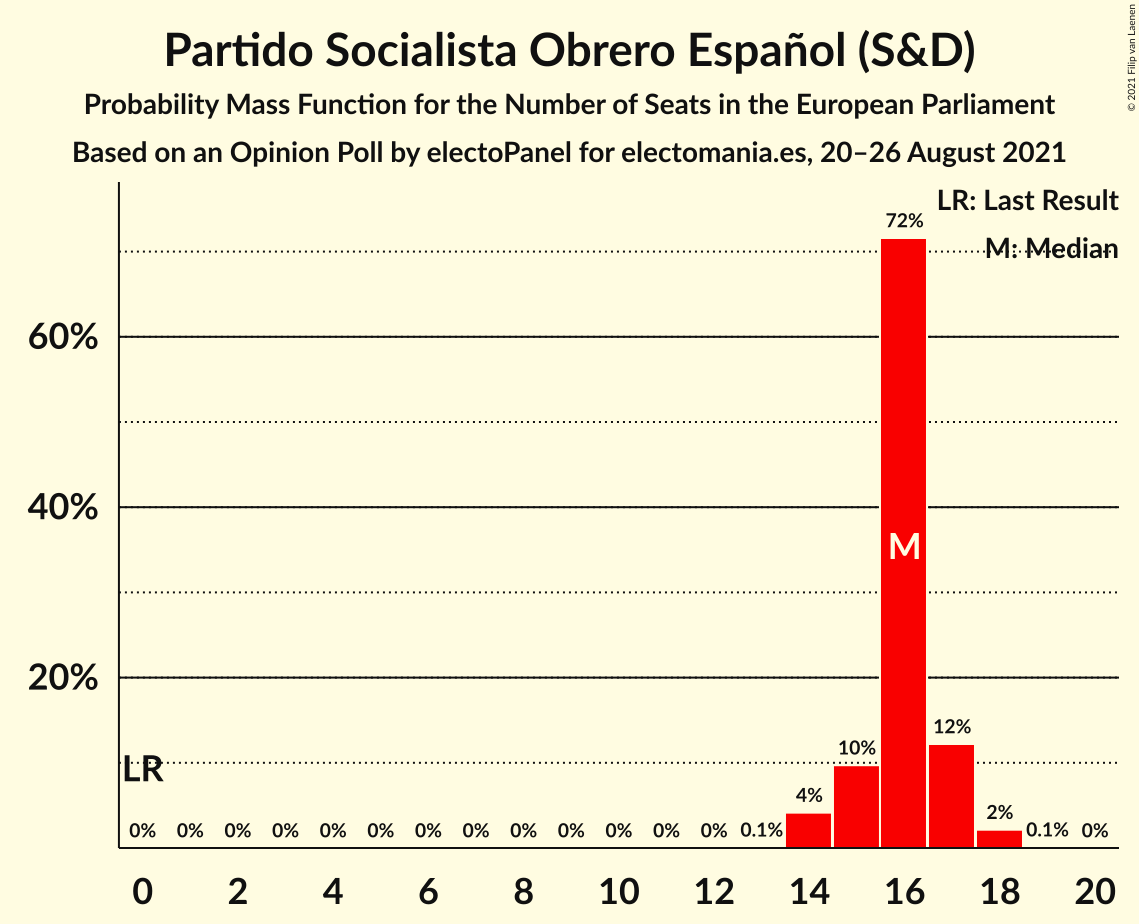 Partido Socialista Obrero Español (S&D)
Probability Mass Function for the Number of Seats in the European Parliament
Based on an Opinion Poll by electoPanel for electomania.es, 20–26 August 2021
© 2021 Filip van Laenen
LR: Last Result
M: Median
72%
60%
40%
M
20%
12%
10%
LR
4%
2%
0% 0% 0% 0% 0% 0% 0% 0% 0% 0% 0% 0% 0% 0.1% 0.1% 0%
0 2 4 6 8 10 12 14 16 18 20